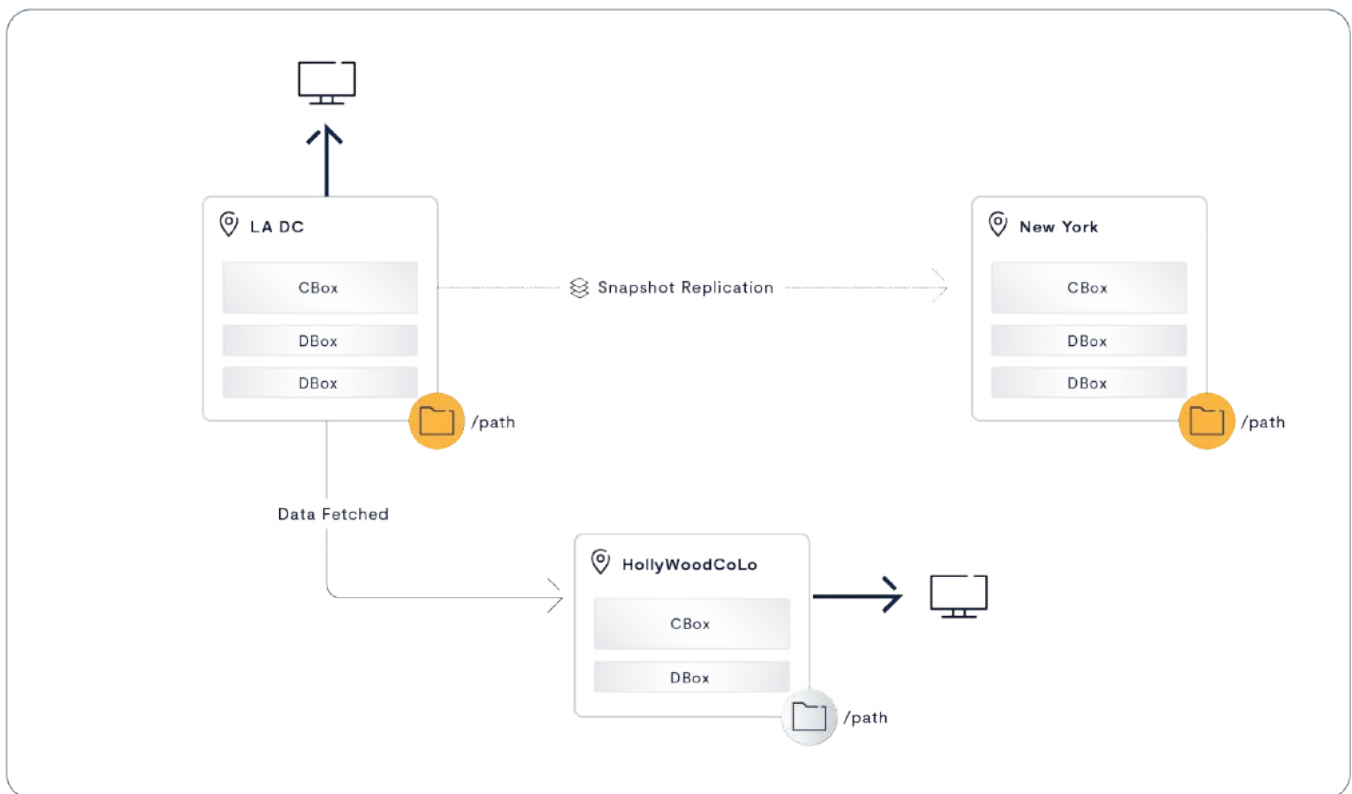 LA DC
CBox
DBox
DBox
/path
Snapshot Replication
New York
CBox
DBox
DBox
/path
Data Fetched
HollyWoodCoLo
CBox
DBox
/path